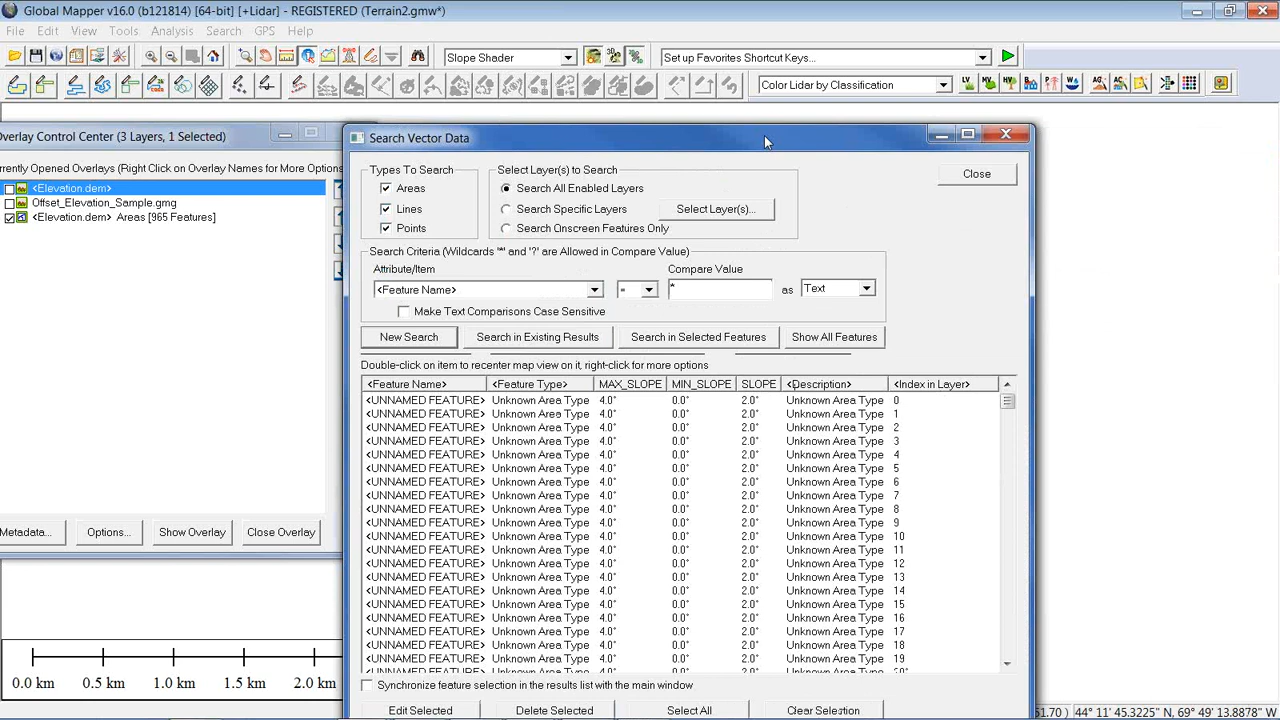 Global Mapper v16.0 (b121814) [64-bit] [+Lidar] - REGISTERED (Terrain2.gmw*)
File Edit View Tools Analysis Search GPS Help
Slope Shader
Set up Favorites Shortcut Keys...
Color Lidar by Classification
Overlay Control Center (3 Layers, 1 Selected)
rrently Opened Overlays (Right Click on Overlay Names for More Options
<Elevation.dem>
Offset_Elevation_Sample.gmg
<Elevation.dem> Areas [965 Features]
Metadata... Options... Show Overlay Close Overlay
0.0 km 0.5 km 1.0 km 1.5 km 2.0 km
Search Vector Data
Types To Search
Areas
Lines
Points
Select Layer(s) to Search
Search All Enabled Layers
Search Specific Layers Select Layer(s)...
Search Onscreen Features Only
Close
Search Criteria (Wildcards '*' and '?' are Allowed in Compare Value)
Attribute/Item Compare Value
<Feature Name> = * as Text
Make Text Comparisons Case Sensitive
New Search Search in Existing Results Search in Selected Features Show All Features
Double-click on item to recenter map view on it, right-click for more options
<Feature Name> <Feature Type> MAX_SLOPE MIN_SLOPE SLOPE <Description> <Index in Layer>
<UNNAMED FEATURE> Unknown Area Type 4.0° 0.0° 2.0° Unknown Area Type 0
<UNNAMED FEATURE> Unknown Area Type 4.0° 0.0° 2.0° Unknown Area Type 1
<UNNAMED FEATURE> Unknown Area Type 4.0° 0.0° 2.0° Unknown Area Type 2
<UNNAMED FEATURE> Unknown Area Type 4.0° 0.0° 2.0° Unknown Area Type 3
<UNNAMED FEATURE> Unknown Area Type 4.0° 0.0° 2.0° Unknown Area Type 4
<UNNAMED FEATURE> Unknown Area Type 4.0° 0.0° 2.0° Unknown Area Type 5
<UNNAMED FEATURE> Unknown Area Type 4.0° 0.0° 2.0° Unknown Area Type 6
<UNNAMED FEATURE> Unknown Area Type 4.0° 0.0° 2.0° Unknown Area Type 7
<UNNAMED FEATURE> Unknown Area Type 4.0° 0.0° 2.0° Unknown Area Type 8
<UNNAMED FEATURE> Unknown Area Type 4.0° 0.0° 2.0° Unknown Area Type 9
<UNNAMED FEATURE> Unknown Area Type 4.0° 0.0° 2.0° Unknown Area Type 10
<UNNAMED FEATURE> Unknown Area Type 4.0° 0.0° 2.0° Unknown Area Type 11
<UNNAMED FEATURE> Unknown Area Type 4.0° 0.0° 2.0° Unknown Area Type 12
<UNNAMED FEATURE> Unknown Area Type 4.0° 0.0° 2.0° Unknown Area Type 13
<UNNAMED FEATURE> Unknown Area Type 4.0° 0.0° 2.0° Unknown Area Type 14
<UNNAMED FEATURE> Unknown Area Type 4.0° 0.0° 2.0° Unknown Area Type 15
<UNNAMED FEATURE> Unknown Area Type 4.0° 0.0° 2.0° Unknown Area Type 16
<UNNAMED FEATURE> Unknown Area Type 4.0° 0.0° 2.0° Unknown Area Type 17
<UNNAMED FEATURE> Unknown Area Type 4.0° 0.0° 2.0° Unknown Area Type 18
<UNNAMED FEATURE> Unknown Area Type 4.0° 0.0° 2.0° Unknown Area Type 19
Synchronize feature selection in the results list with the main window
Edit Selected Delete Selected Select All Clear Selection
51.70 ) 44° 11' 45.3225" N, 69° 49' 13.8878" W